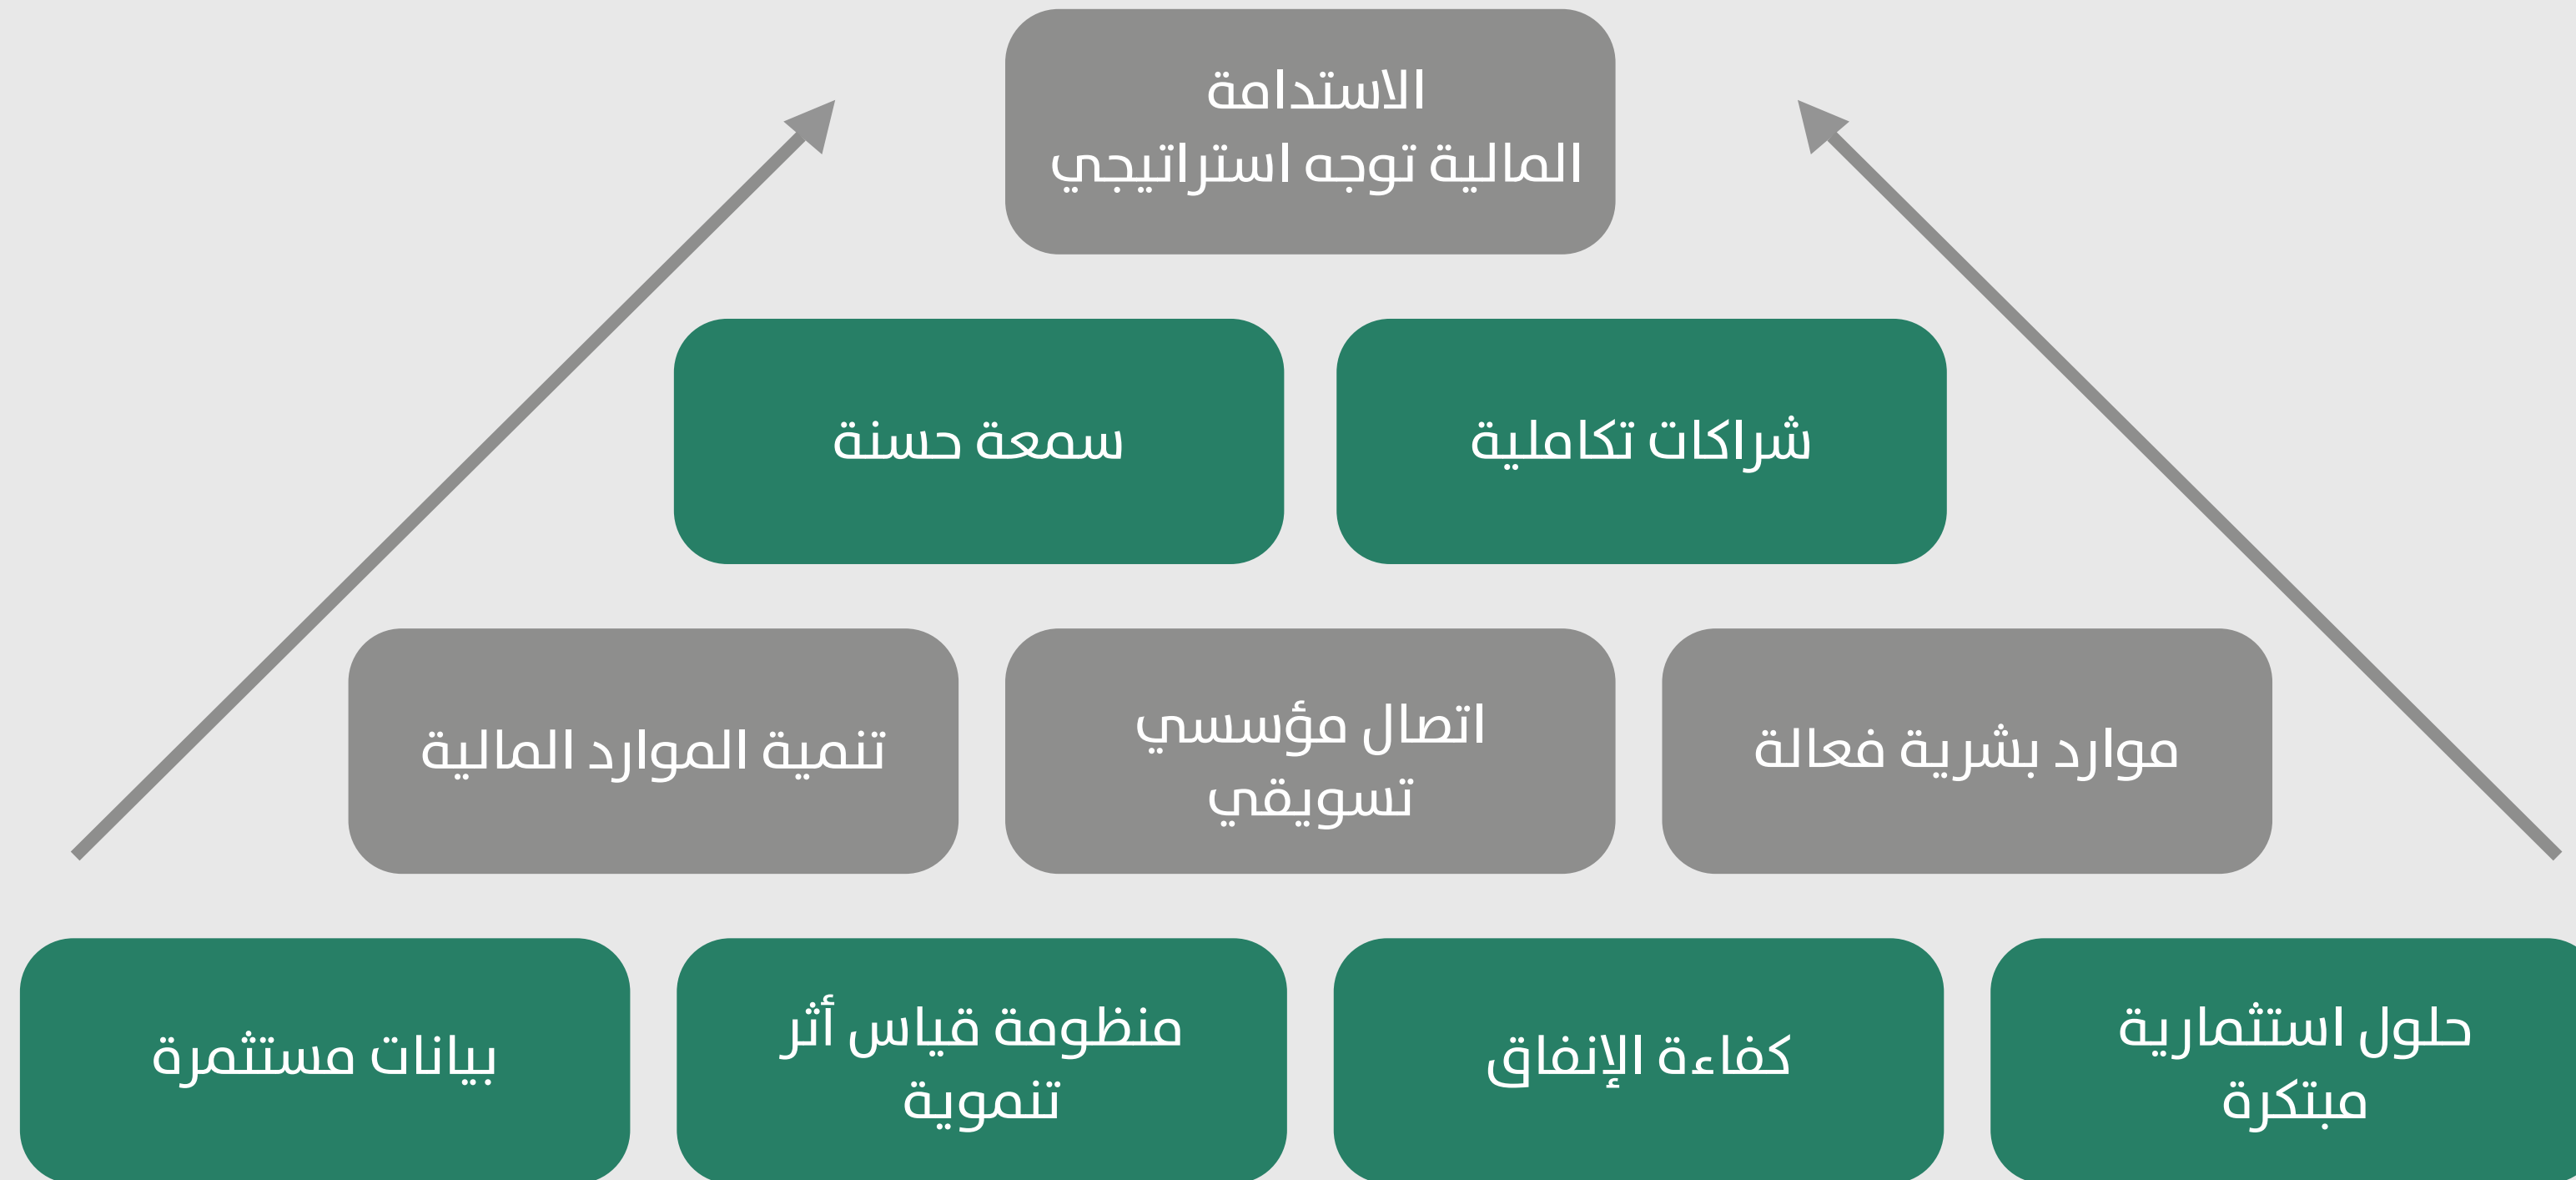 الاستدامة
المالية توجه استراتيجي
شراكات تكاملية
سمعة حسنة
موارد بشرية فعالة
اتصال مؤسسي
تسويقي
تنمية الموارد المالية
حلول استثمارية
مبتكرة
كفاءة الإنفاق
منظومة قياس أثر
تنموية
بيانات مستثمرة